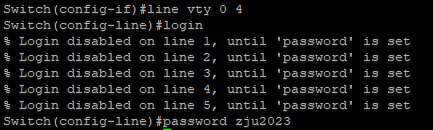 Switch(config-if)#line vty 0 4
Switch(config-line)#login
% Login disabled on line 1, until 'password' is set
% Login disabled on line 2, until 'password' is set
% Login disabled on line 3, until 'password' is set
% Login disabled on line 4, until 'password' is set
% Login disabled on line 5, until 'password' is set
Switch(config-line)#password zju2023